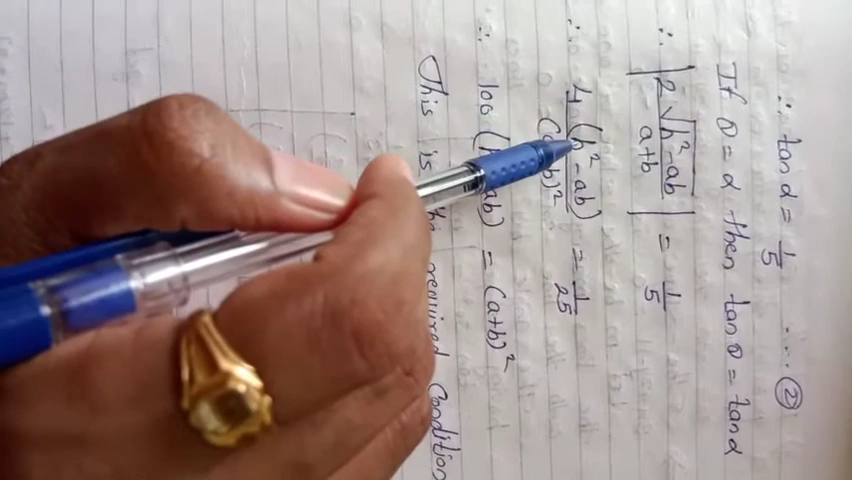 ∴ tan α = 1/5 .... ②
If θ = α then tan θ = tan α
∴ | 2√(h² - ab) / a+b | = 1/5
∴ 4(h² - ab) / (a+b)² = 1/25
∴ 100(h² - ab) = (a+b)²
This is the required condition